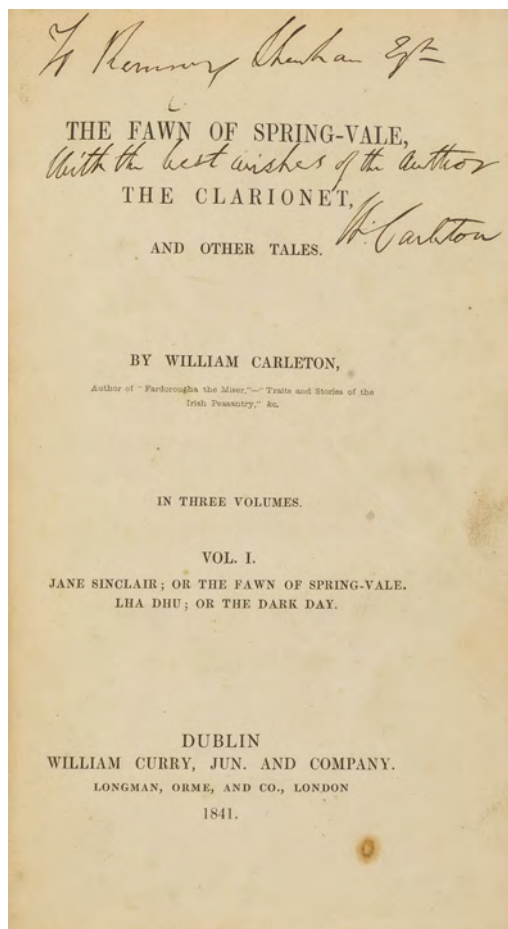 To Remmy Sheehan Esqr
THE FAWN OF SPRING-VALE,
With the best wishes of the Author
THE CLARIONET,
W. Carleton
AND OTHER TALES.
BY WILLIAM CARLETON,
Author of "Fardorougha the Miser,"—"Traits and Stories of the
Irish Peasantry," &c.
IN THREE VOLUMES.
VOL. I.
JANE SINCLAIR; OR THE FAWN OF SPRING-VALE.
LHA DHU; OR THE DARK DAY.
DUBLIN
WILLIAM CURRY, JUN. AND COMPANY.
LONGMAN, ORME, AND CO., LONDON
1841.